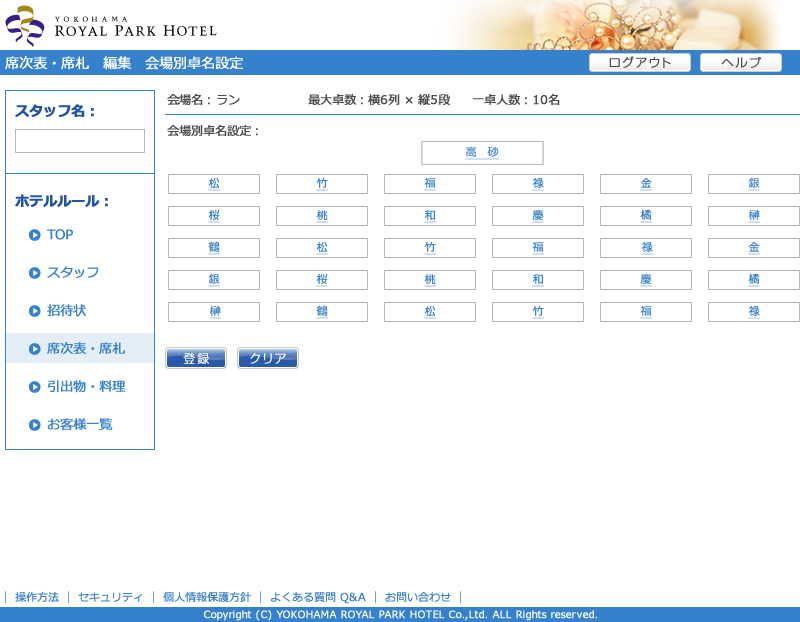 YOKOHAMA
ROYAL PARK HOTEL
席次表・席札 編集 会場別卓名設定 ログアウト ヘルプ
スタッフ名：
会場名：ラン 最大卓数：横6列 × 縦5段 一卓人数：10名
会場別卓名設定：
高 砂
松 竹 福 禄 金 銀
桜 桃 和 慶 橘 榊
鶴 松 竹 福 禄 金
銀 桜 桃 和 慶 橘
榊 鶴 松 竹 福 禄
登録 クリア
ホテルルール：
TOP
スタッフ
招待状
席次表・席札
引出物・料理
お客様一覧
| 操作方法 | セキュリティ | 個人情報保護方針 | よくある質問 Q&A | お問い合わせ |
Copyright (C) YOKOHAMA ROYAL PARK HOTEL Co.,Ltd. ALL Rights reserved.